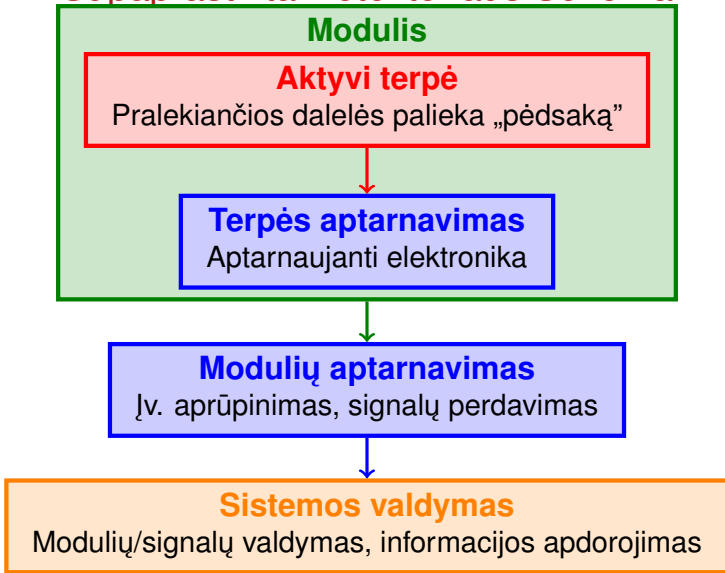 Modulis
Aktyvi terpė
Pralekiančios dalelės palieka „pėdsaką”
Terpės aptarnavimas
Aptarnaujanti elektronika
Modulių aptarnavimas
Įv. aprūpinimas, signalų perdavimas
Sistemos valdymas
Modulių/signalų valdymas, informacijos apdorojimas